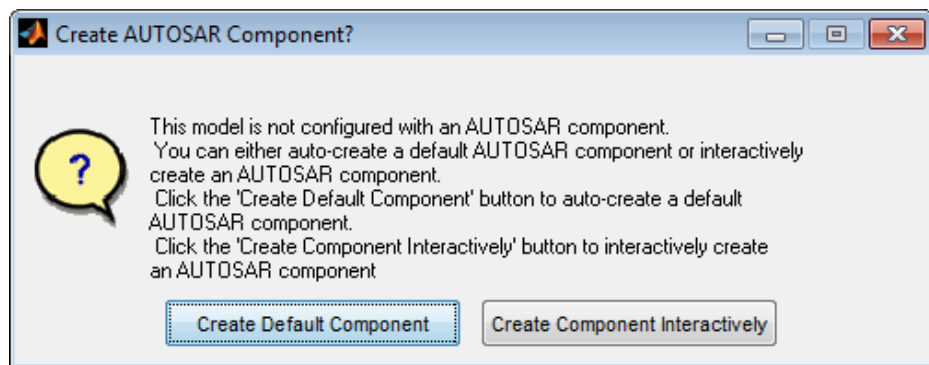 Create AUTOSAR Component?
?
This model is not configured with an AUTOSAR component.
You can either auto-create a default AUTOSAR component or interactively
create an AUTOSAR component.
Click the 'Create Default Component' button to auto-create a default
AUTOSAR component.
Click the 'Create Component Interactively' button to interactively create
an AUTOSAR component
Create Default Component
Create Component Interactively